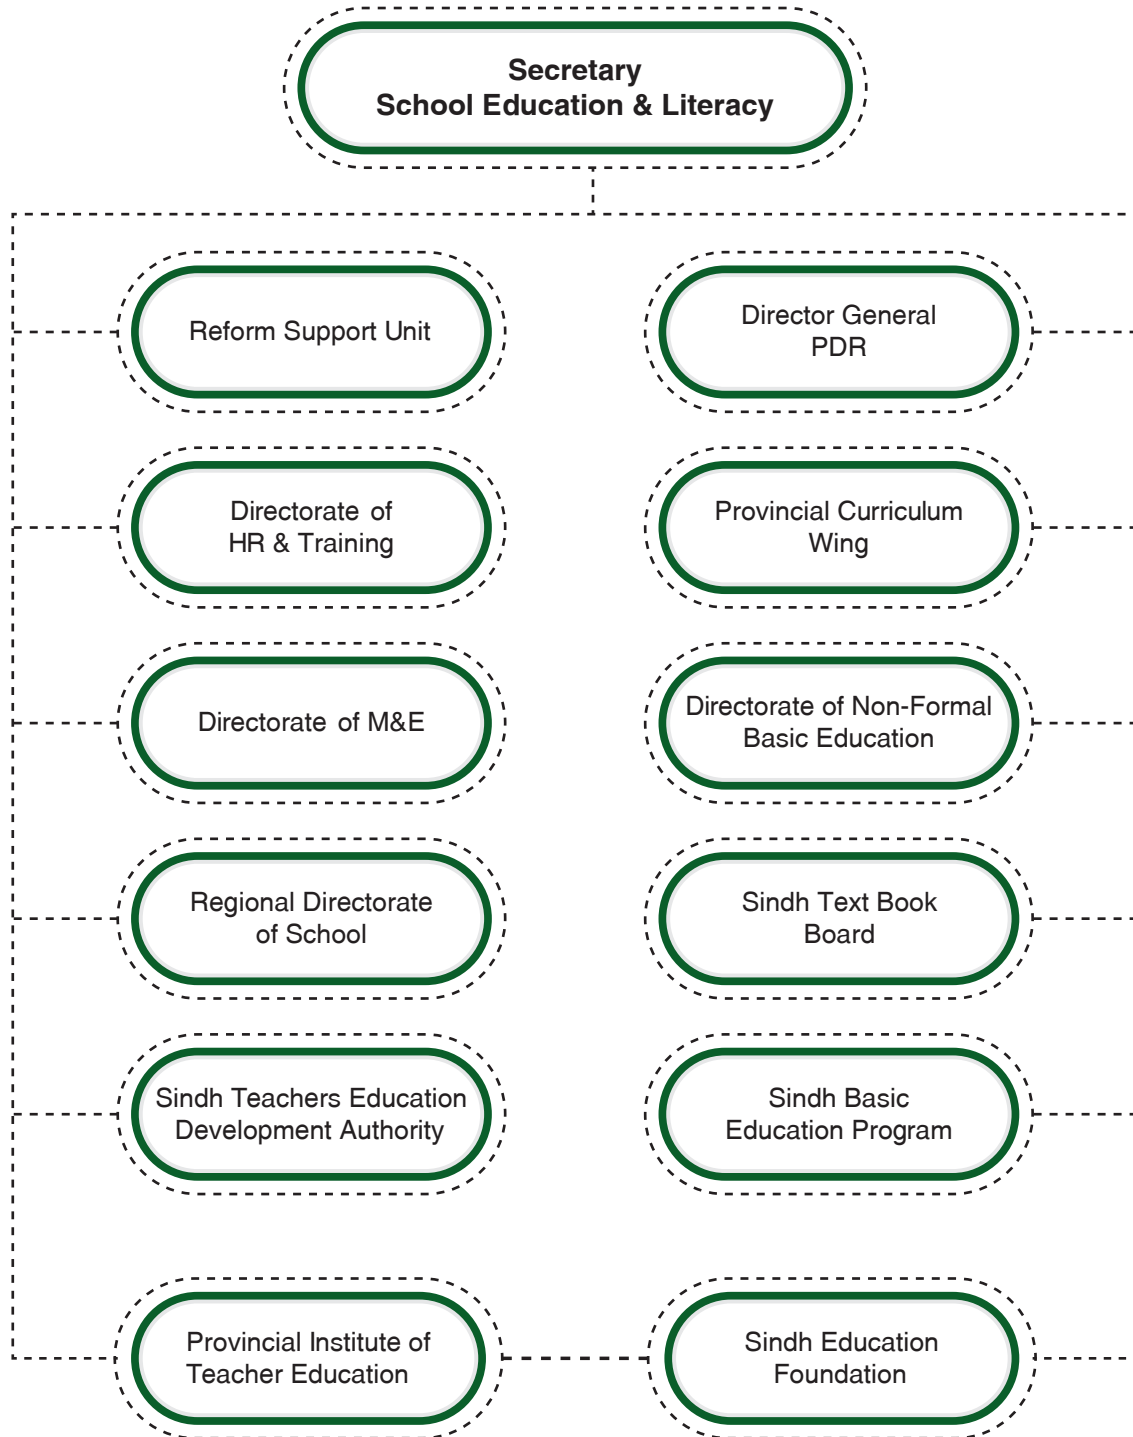 Secretary
School Education & Literacy
Reform Support Unit
Director General
PDR
Directorate of
HR & Training
Provincial Curriculum
Wing
Directorate of M&E
Directorate of Non-Formal
Basic Education
Regional Directorate
of School
Sindh Text Book
Board
Sindh Teachers Education
Development Authority
Sindh Basic
Education Program
Provincial Institute of
Teacher Education
Sindh Education
Foundation